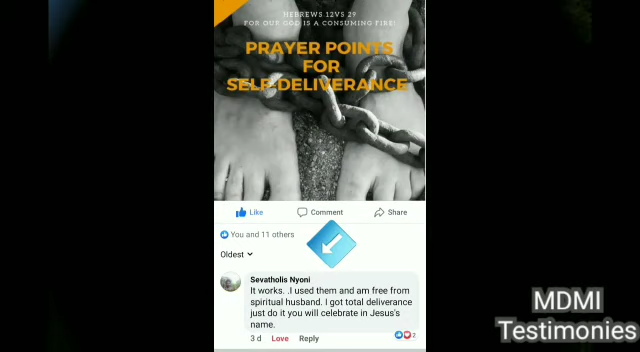 HEBREWS 12VS 29
FOR OUR GOD IS A CONSUMING FIRE!
PRAYER POINTS
FOR
SELF-DELIVERANCE
Like Comment Share
You and 11 others
Oldest
Sevatholis Nyoni
It works. .I used them and am free from
spiritual husband. I got total deliverance
just do it you will celebrate in Jesus's
name.
3 d Love Reply 2
MDMI
Testimonies